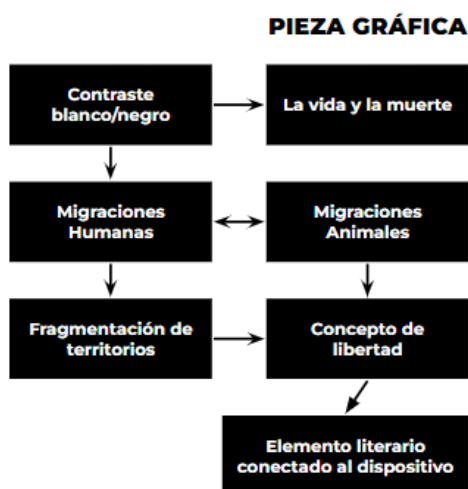 PIEZA GRÁFICA
Contraste
blanco/negro
La vida y la muerte
Migraciones
Humanas
Migraciones
Animales
Fragmentación de
territorios
Concepto de
libertad
Elemento literario
conectado al dispositivo